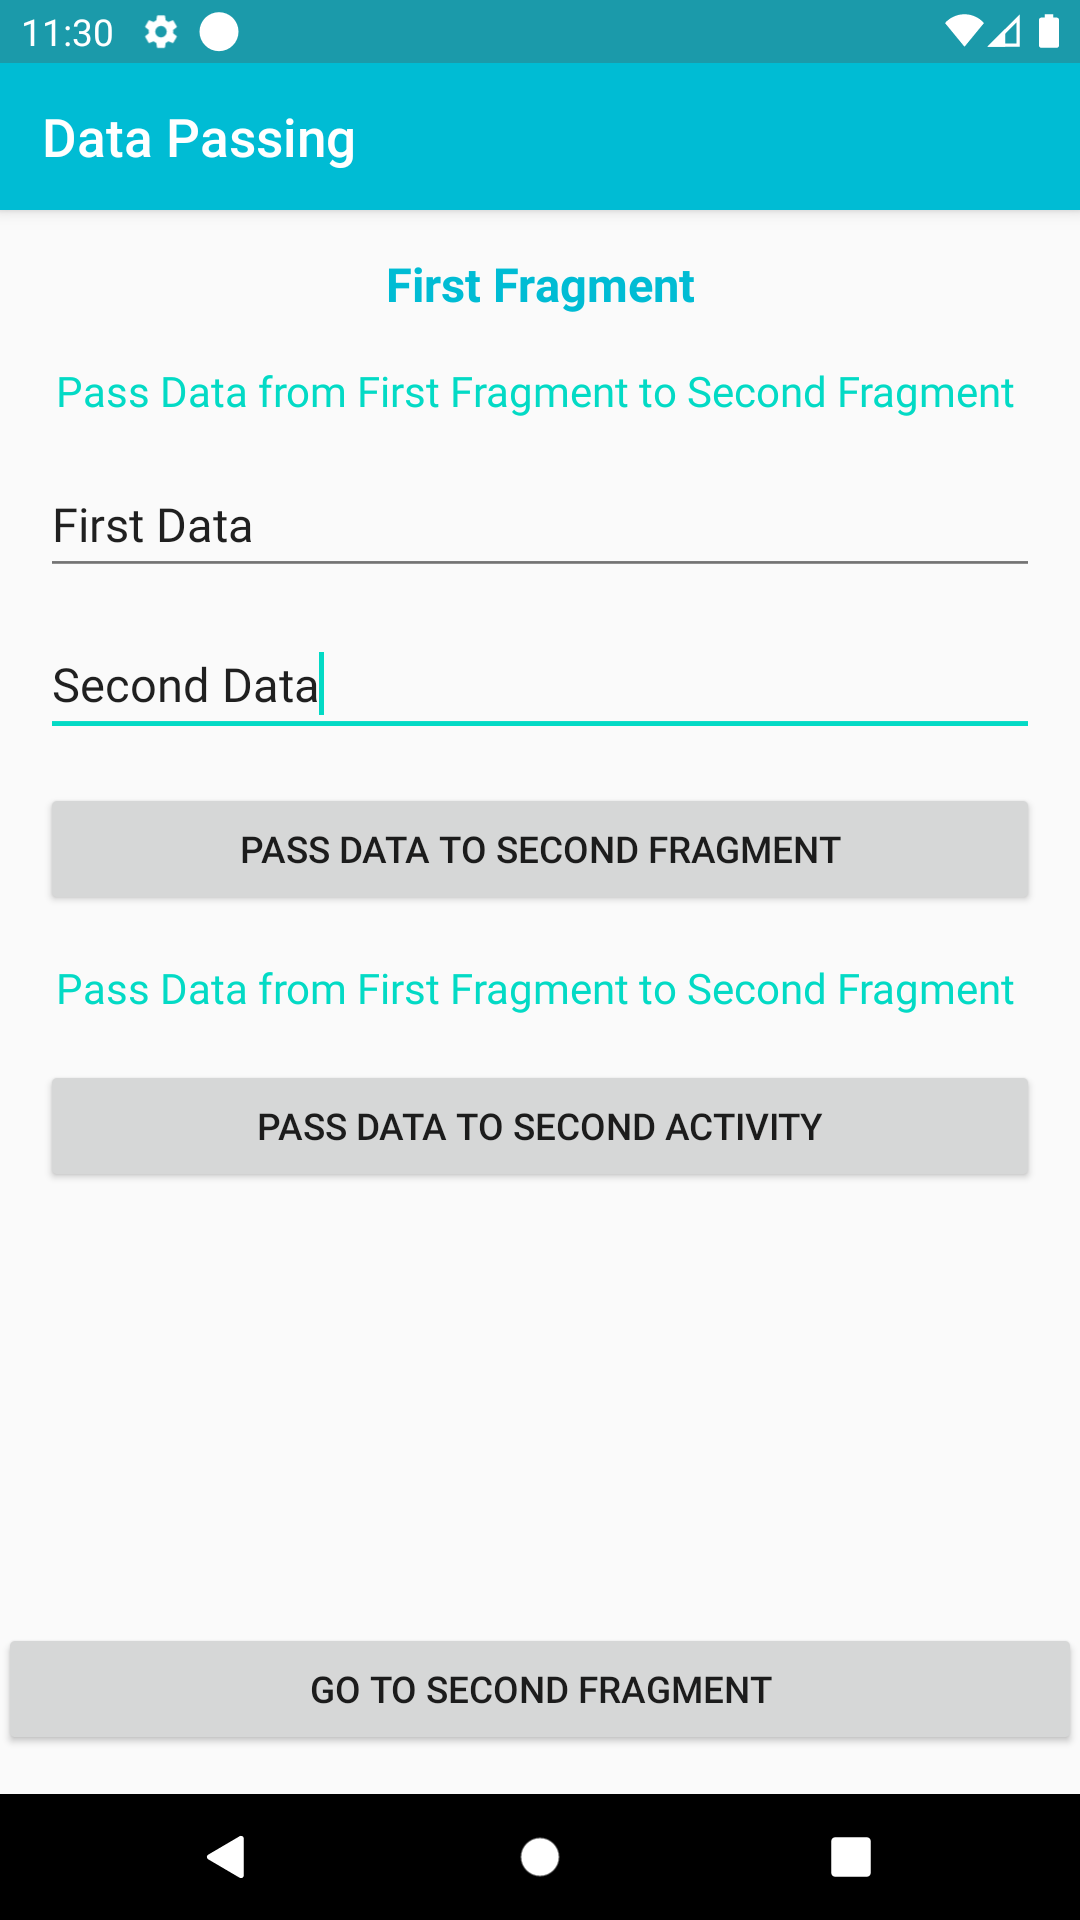 11:30
Data Passing
First Fragment
Pass Data from First Fragment to Second Fragment
First Data
Second Data
PASS DATA TO SECOND FRAGMENT
Pass Data from First Fragment to Second Fragment
PASS DATA TO SECOND ACTIVITY
GO TO SECOND FRAGMENT